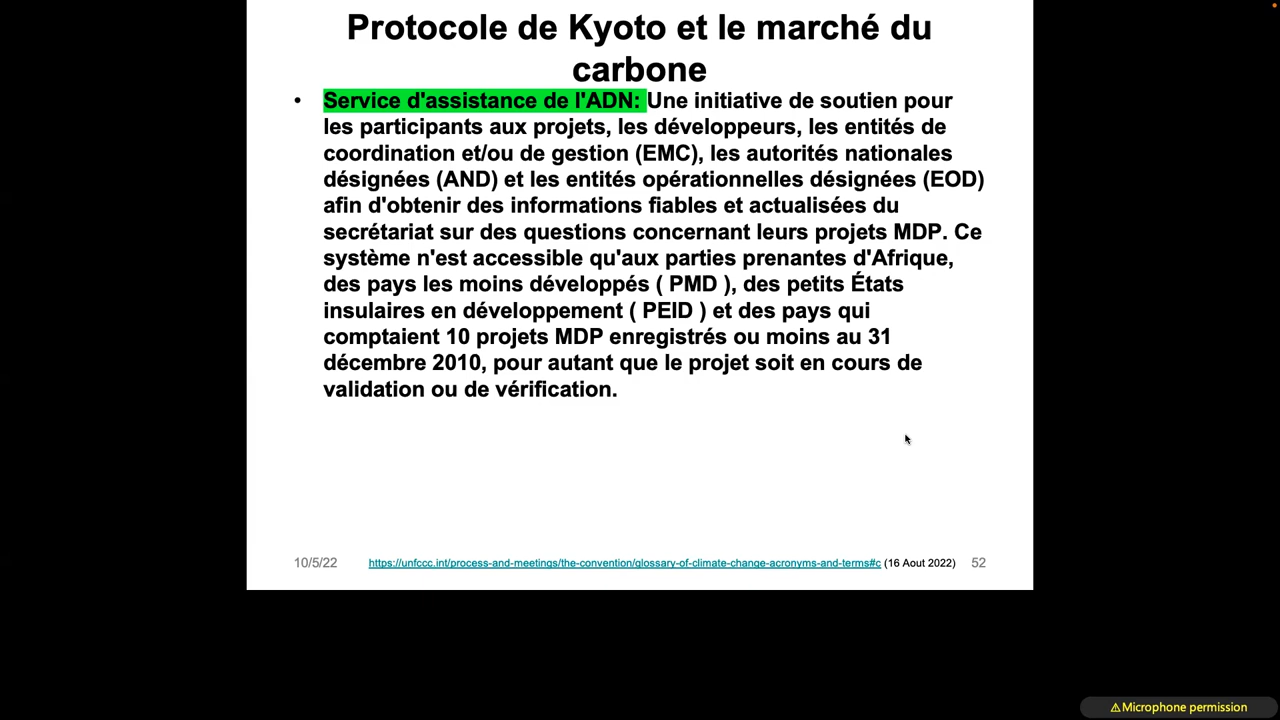 Protocole de Kyoto et le marché du
carbone
• Service d'assistance de l'ADN: Une initiative de soutien pour
les participants aux projets, les développeurs, les entités de
coordination et/ou de gestion (EMC), les autorités nationales
désignées (AND) et les entités opérationnelles désignées (EOD)
afin d'obtenir des informations fiables et actualisées du
secrétariat sur des questions concernant leurs projets MDP. Ce
système n'est accessible qu'aux parties prenantes d'Afrique,
des pays les moins développés ( PMD ), des petits États
insulaires en développement ( PEID ) et des pays qui
comptaient 10 projets MDP enregistrés ou moins au 31
décembre 2010, pour autant que le projet soit en cours de
validation ou de vérification.
10/5/22 https://unfccc.int/process-and-meetings/the-convention/glossary-of-climate-change-acronyms-and-terms#c (16 Aout 2022) 52
⚠Microphone permission